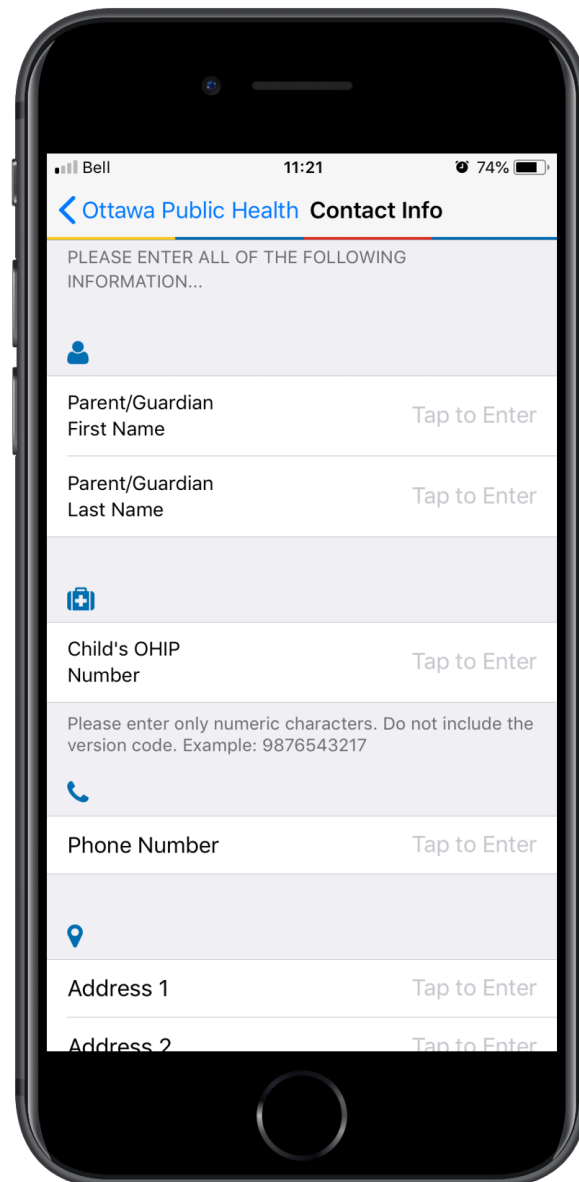 Bell 11:21 74%
Ottawa Public Health Contact Info
PLEASE ENTER ALL OF THE FOLLOWING
INFORMATION...
Parent/Guardian
First Name
Tap to Enter
Parent/Guardian
Last Name
Tap to Enter
Child's OHIP
Number
Tap to Enter
Please enter only numeric characters. Do not include the
version code. Example: 9876543217
Phone Number Tap to Enter
Address 1 Tap to Enter
Address 2 Tap to Enter